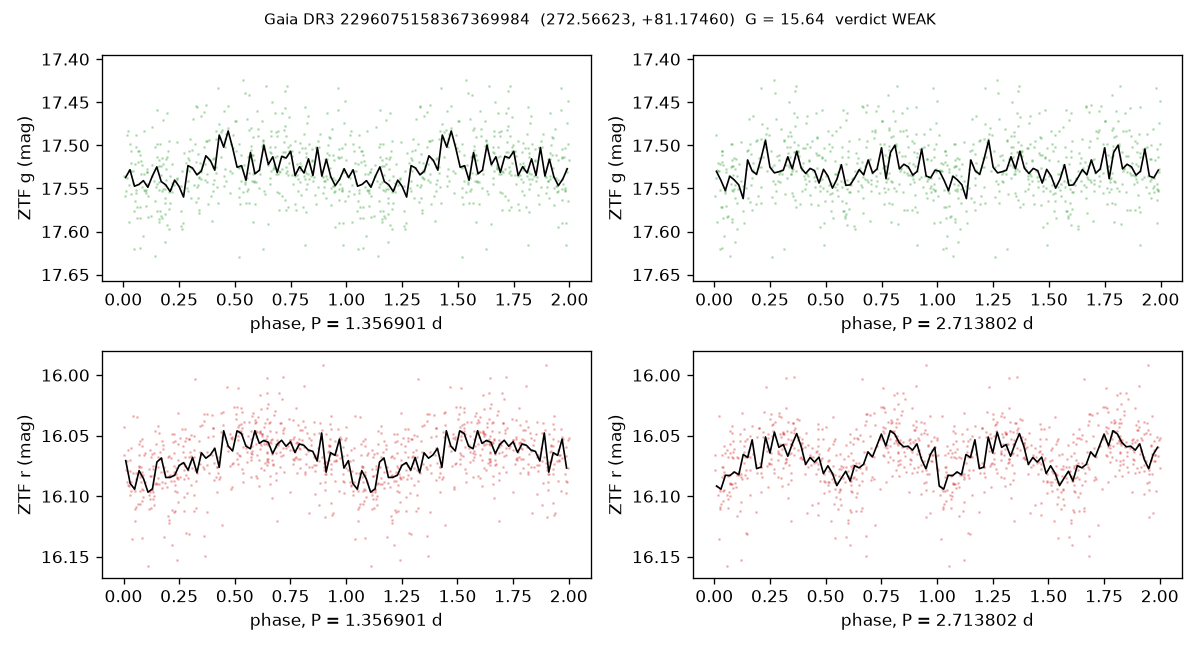 Gaia DR3 2296075158367369984 (272.56623, +81.17460) G = 15.64 verdict WEAK
17.40
17.45
17.50
17.55
17.60
17.65
ZTF g (mag)
0.00 0.25 0.50 0.75 1.00 1.25 1.50 1.75 2.00
phase, P = 1.356901 d
17.40
17.45
17.50
17.55
17.60
17.65
ZTF g (mag)
0.00 0.25 0.50 0.75 1.00 1.25 1.50 1.75 2.00
phase, P = 2.713802 d
16.00
16.05
16.10
16.15
ZTF r (mag)
0.00 0.25 0.50 0.75 1.00 1.25 1.50 1.75 2.00
phase, P = 1.356901 d
16.00
16.05
16.10
16.15
ZTF r (mag)
0.00 0.25 0.50 0.75 1.00 1.25 1.50 1.75 2.00
phase, P = 2.713802 d